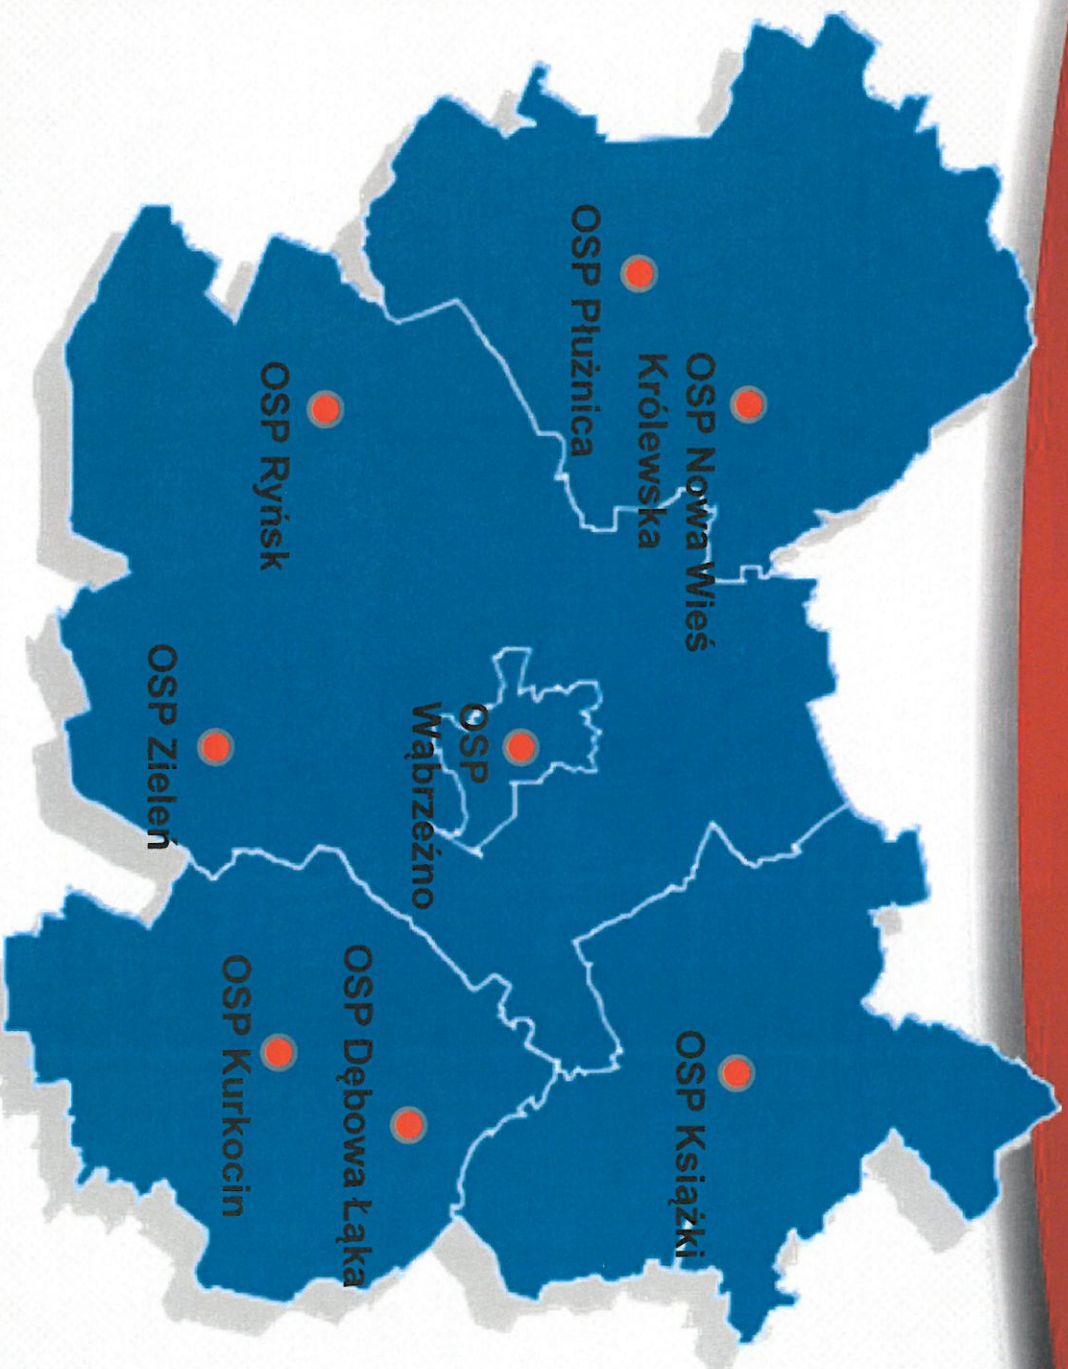 OSP Nowa Wieś
Królewska
OSP Książki
OSP Płużnica
OSP
Wąbrzeźno
OSP Dębowa Łąka
OSP Ryńsk
OSP Kurkocin
OSP Zieleń